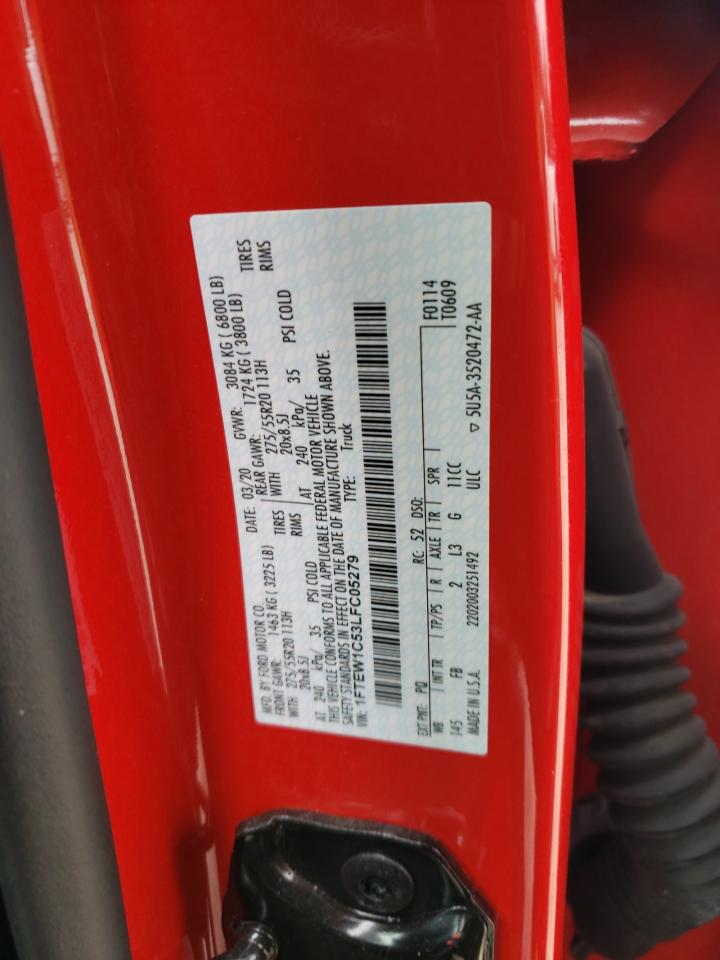 MFD. BY FORD MOTOR CO.
DATE: 03/20 GVWR: 3084 KG ( 6800 LB)
FRONT GAWR: 1463 KG ( 3225 LB) REAR GAWR: 1724 KG ( 3800 LB)
WITH 275/55R20 113H TIRES WITH 275/55R20 113H TIRES
20x8.5J RIMS 20x8.5J RIMS
AT 240 kPa/ 35 PSI COLD AT 240 kPa/ 35 PSI COLD
THIS VEHICLE CONFORMS TO ALL APPLICABLE FEDERAL MOTOR VEHICLE
SAFETY STANDARDS IN EFFECT ON THE DATE OF MANUFACTURE SHOWN ABOVE.
VIN: 1FTEW1C53LFC05279 TYPE: Truck
F0114
T0609
EXT PNT: PQ RC: 52 DSO:
WB INT TR TP/PS R AXLE TR SPR
145 FB 2 L3 G 11CC
MADE IN U.S.A. 2202003251492 ULC ▽ 5U5A-3520472-AA